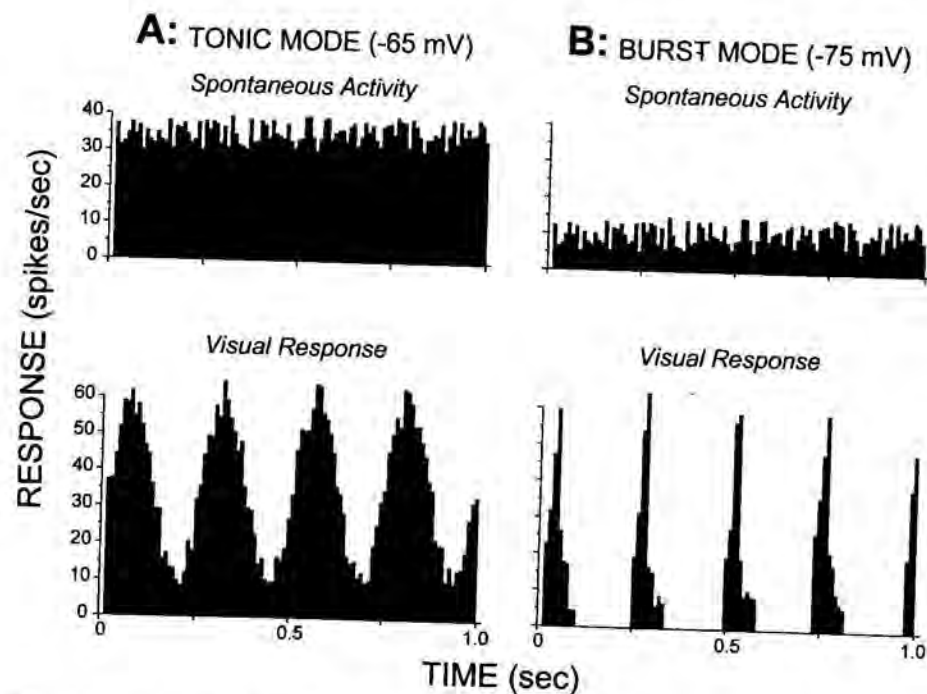 A: TONIC MODE (-65 mV)
Spontaneous Activity
40
30
20
10
0
B: BURST MODE (-75 mV)
Spontaneous Activity
RESPONSE (spikes/sec)
Visual Response
60
50
40
30
20
10
0
0
0.5
1.0
Visual Response
0
0.5
1.0
TIME (sec)